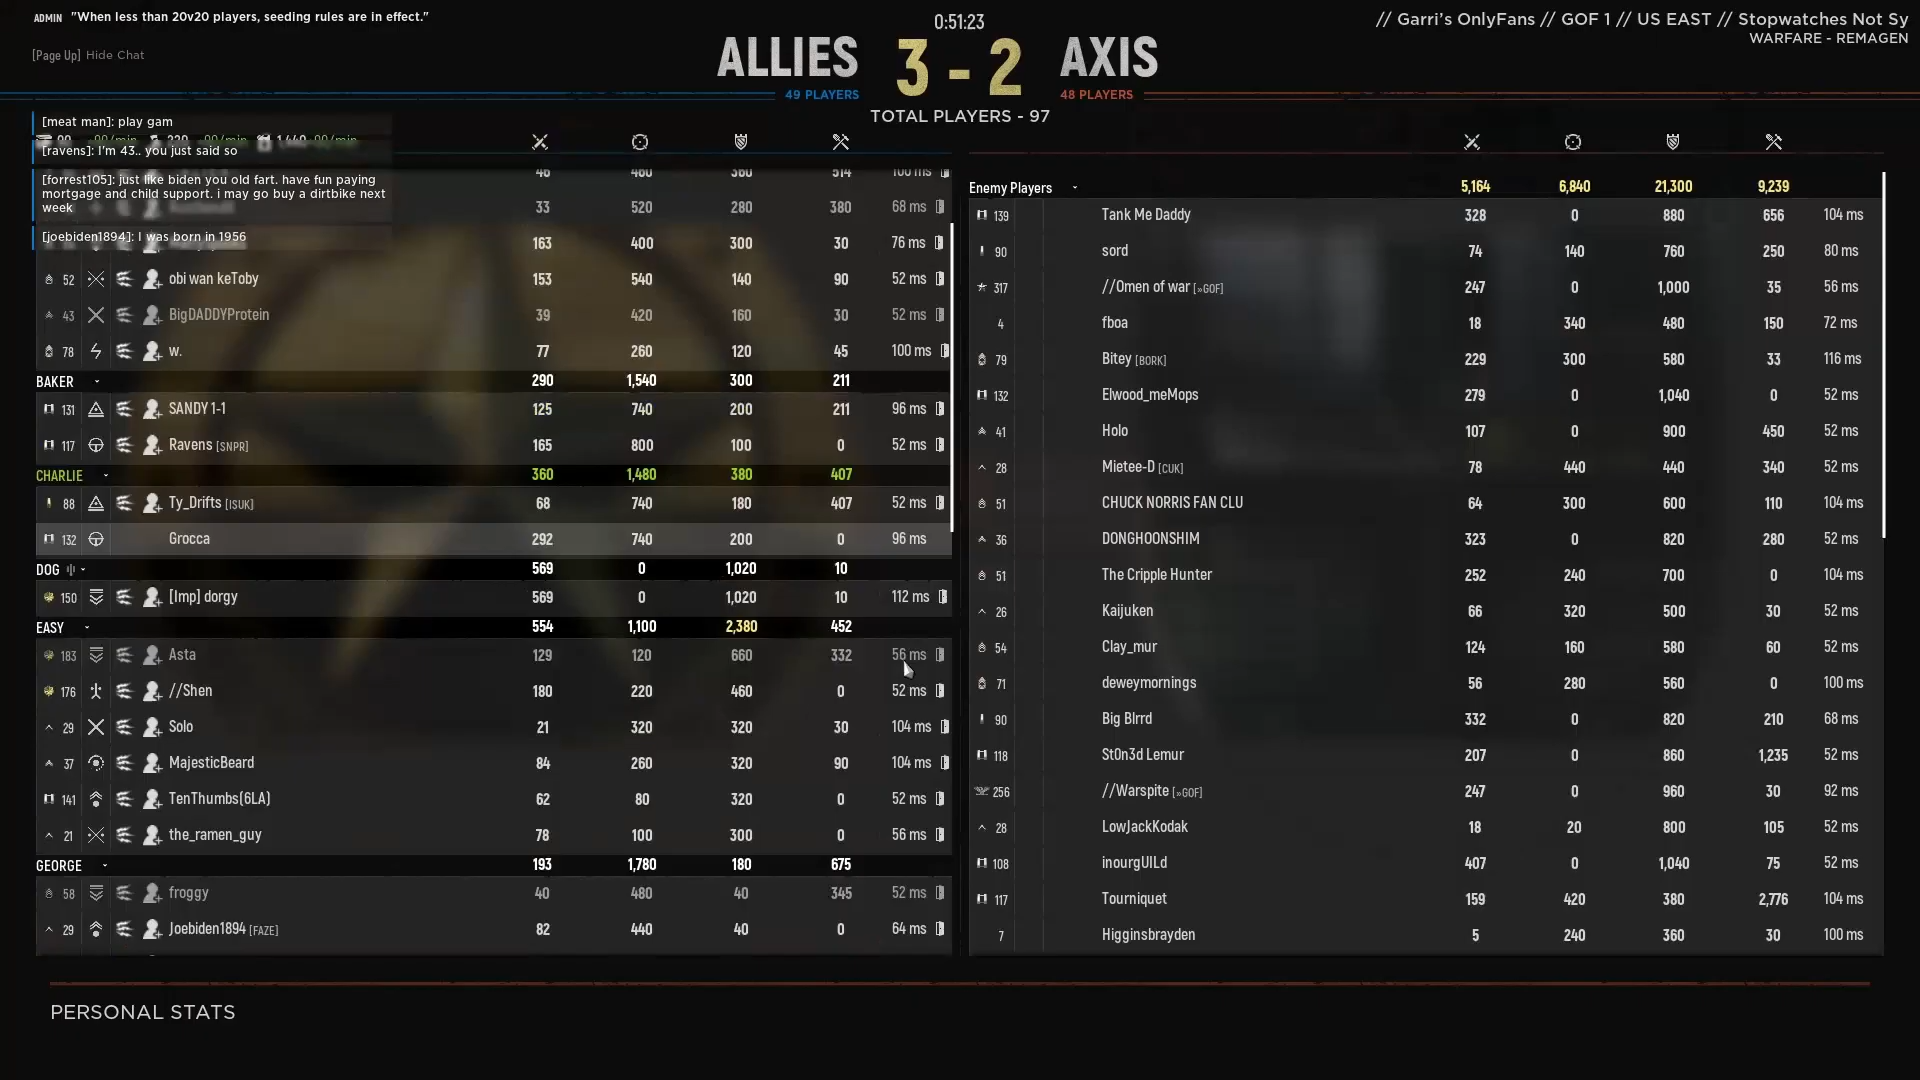 ADMIN "When less than 20v20 players, seeding rules are in effect."
[Page Up] Hide Chat
0:51:23
ALLIES 3 - 2 AXIS
49 PLAYERS
48 PLAYERS
TOTAL PLAYERS - 97
// Garri's OnlyFans // GOF 1 // US EAST // Stopwatches Not Sy
WARFARE - REMAGEN
[meat man]: play gam
[ravens]: I'm 43.. you just said so
[forrest105]: just like biden you old fart. have fun paying
mortgage and child support. i may go buy a dirtbike next
week
[joebiden1894]: I was born in 1956
46 460 360 514 100 ms
33 520 280 380 68 ms
163 400 300 30 76 ms
52 obi wan keToby 153 540 140 90 52 ms
43 BigDADDYProtein 39 420 160 30 52 ms
78 w. 77 260 120 45 100 ms
BAKER 290 1,540 300 211
131 SANDY 1-1 125 740 200 211 96 ms
117 Ravens [SNPR] 165 800 100 0 52 ms
CHARLIE 360 1,480 380 407
88 Ty_Drifts [ISUK] 68 740 180 407 52 ms
132 Grocca 292 740 200 0 96 ms
DOG 569 0 1,020 10
150 [Imp] dorgy 569 0 1,020 10 112 ms
EASY 554 1,100 2,380 452
183 Asta 129 120 660 332 56 ms
176 //Shen 180 220 460 0 52 ms
29 Solo 21 320 320 30 104 ms
37 MajesticBeard 84 260 320 90 104 ms
141 TenThumbs(6LA) 62 80 320 0 52 ms
21 the_ramen_guy 78 100 300 0 56 ms
GEORGE 193 1,780 180 675
58 froggy 40 480 40 345 52 ms
29 Joebiden1894 [FAZE] 82 440 40 0 64 ms
Enemy Players 5,164 6,840 21,300 9,239
139 Tank Me Daddy 328 0 880 656 104 ms
90 sord 74 140 760 250 80 ms
317 //Omen of war [»GOF] 247 0 1,000 35 56 ms
4 fboa 18 340 480 150 72 ms
79 Bitey [BORK] 229 300 580 33 116 ms
132 Elwood_meMops 279 0 1,040 0 52 ms
41 Holo 107 0 900 450 52 ms
28 Mietee-D [CUK] 78 440 440 340 52 ms
51 CHUCK NORRIS FAN CLU 64 300 600 110 104 ms
36 DONGHOONSHIM 323 0 820 280 52 ms
51 The Cripple Hunter 252 240 700 0 104 ms
26 Kaijuken 66 320 500 30 52 ms
54 Clay_mur 124 160 580 60 52 ms
71 deweymornings 56 280 560 0 100 ms
90 Big Blrrd 332 0 820 210 68 ms
118 St0n3d Lemur 207 0 860 1,235 52 ms
256 //Warspite [»GOF] 247 0 960 30 92 ms
28 LowJackKodak 18 20 800 105 52 ms
108 inourgUILd 407 0 1,040 75 52 ms
117 Tourniquet 159 420 380 2,776 104 ms
7 Higginsbrayden 5 240 360 30 100 ms
PERSONAL STATS